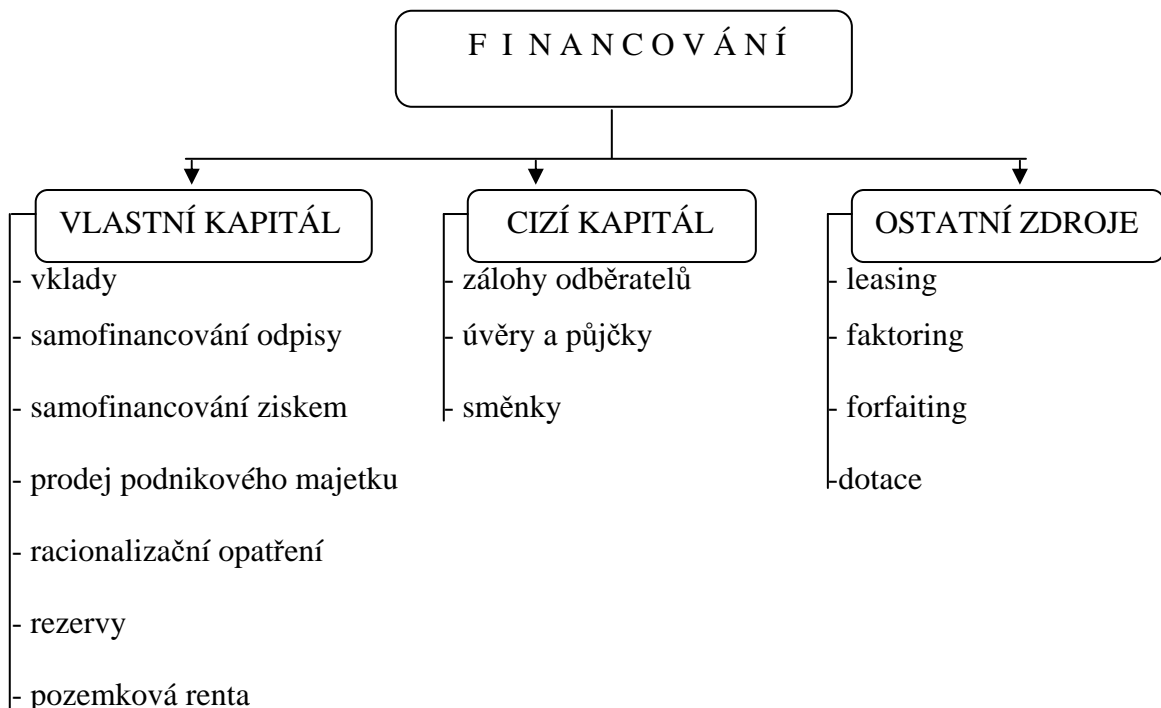 F I N A N C O V Á N Í
VLASTNÍ KAPITÁL
- vklady
- samofinancování odpisy
- samofinancování ziskem
- prodej podnikového majetku
- racionalizační opatření
- rezervy
- pozemková renta
CIZÍ KAPITÁL
- zálohy odběratelů
- úvěry a půjčky
- směnky
OSTATNÍ ZDROJE
- leasing
- faktoring
- forfaiting
-dotace